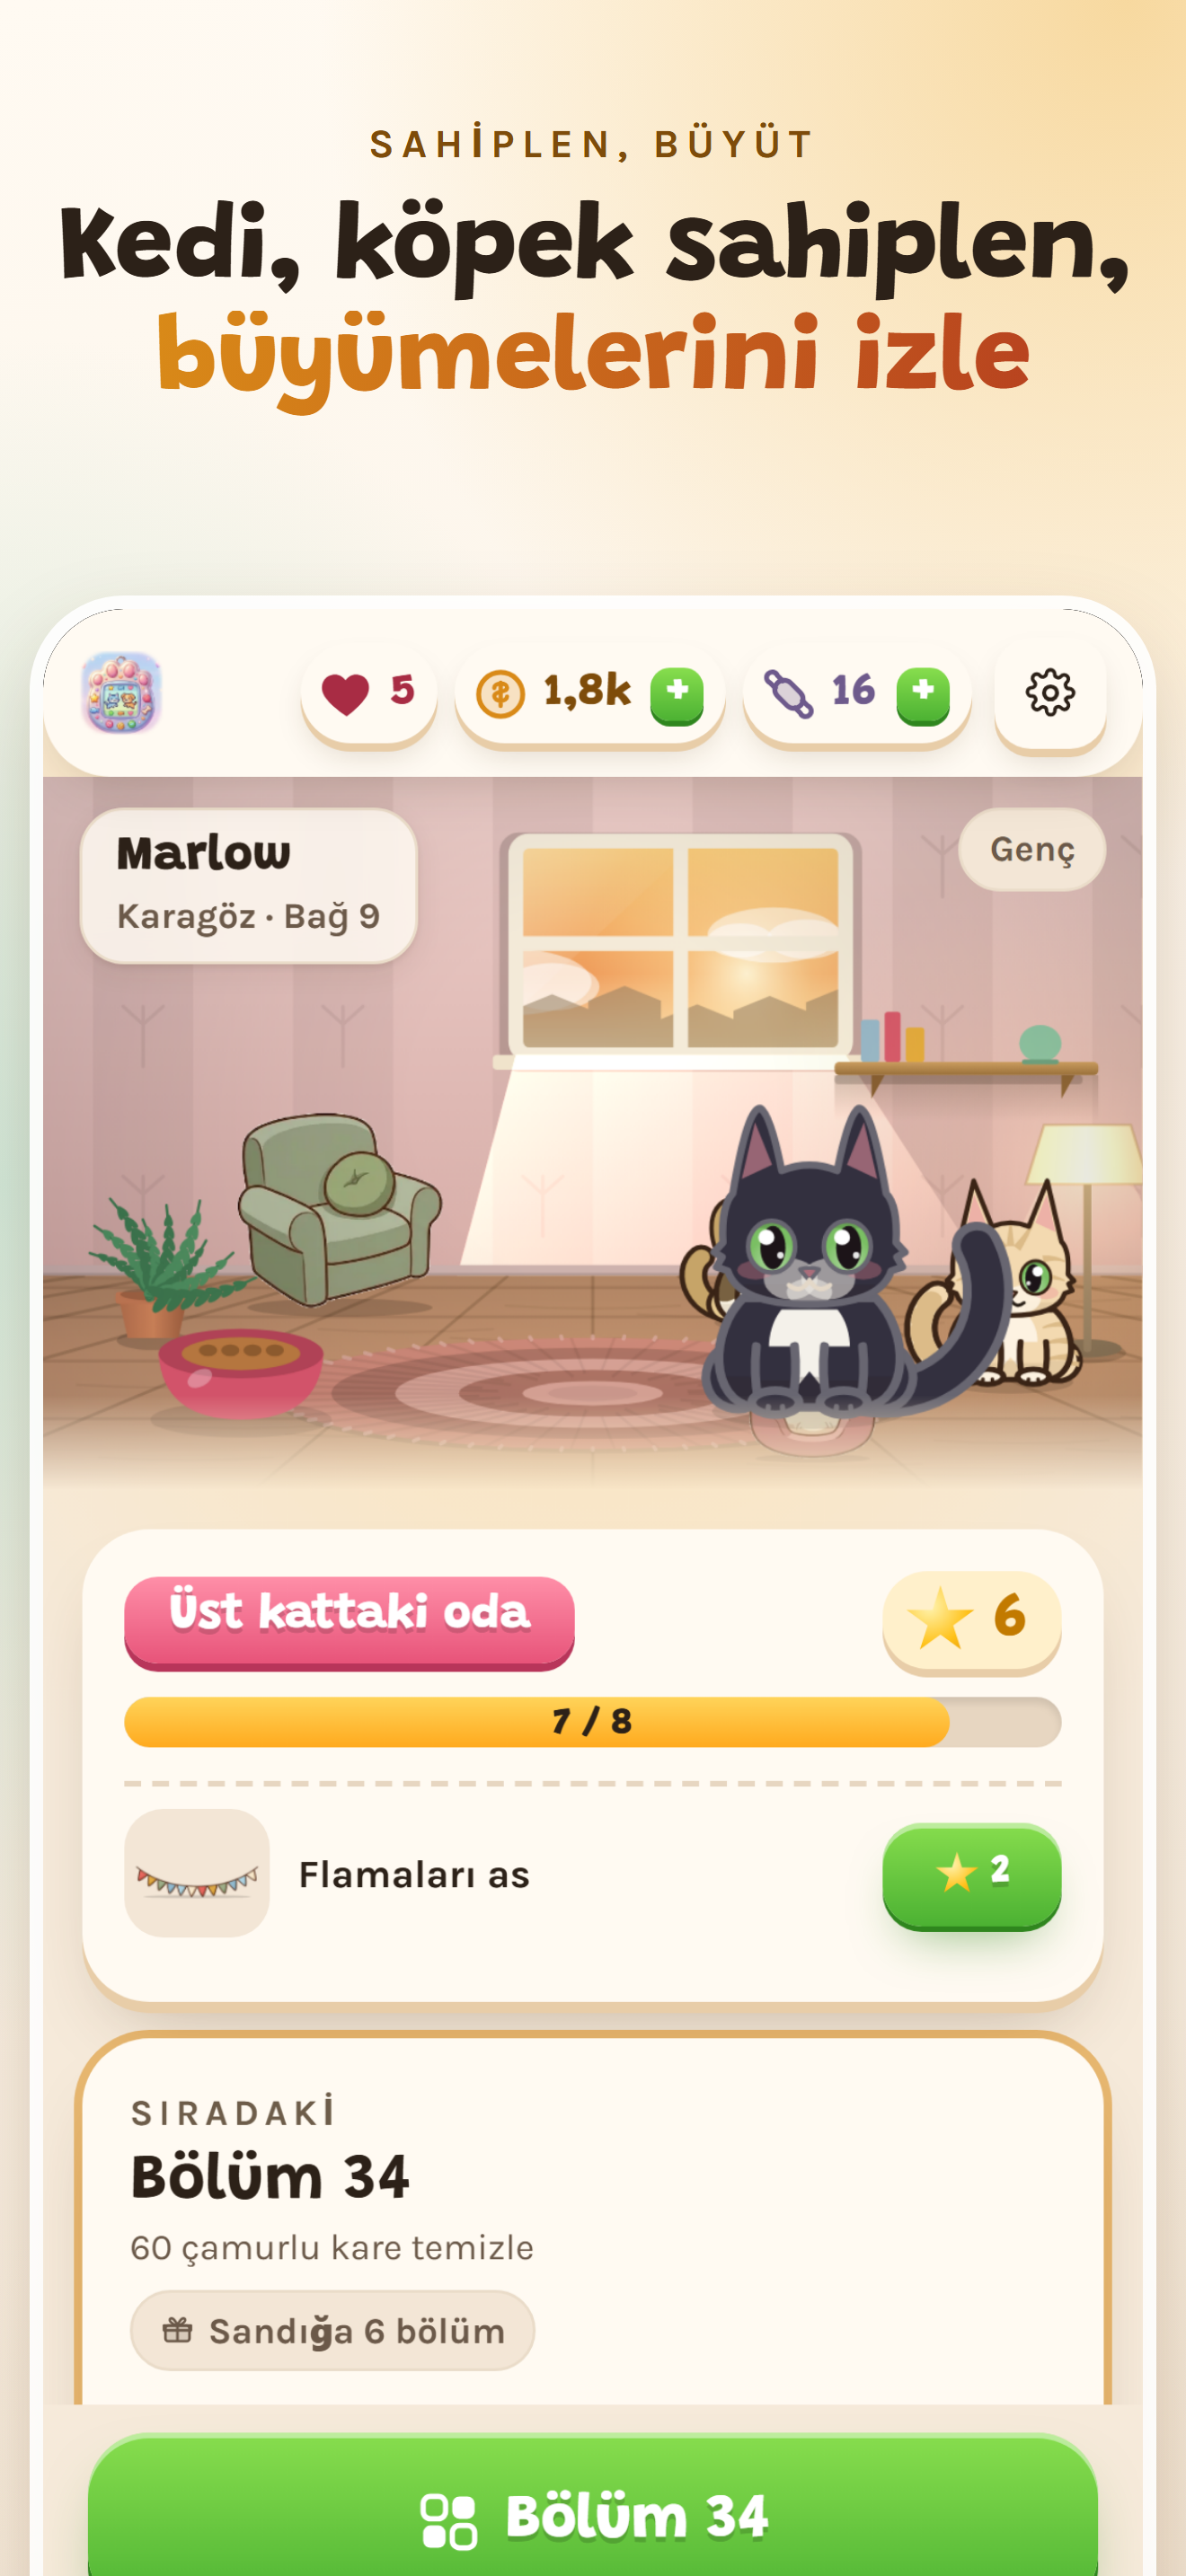 SAHİPLEN, BÜYÜT
Kedi, köpek sahiplen,
büyümelerini izle
5
1,8k
+
16
+
Marlow
Karagöz · Bağ 9
Genç
Üst kattaki oda
6
7 / 8
Flamaları as
2
SIRADAKİ
Bölüm 34
60 çamurlu kare temizle
Sandığa 6 bölüm
Bölüm 34